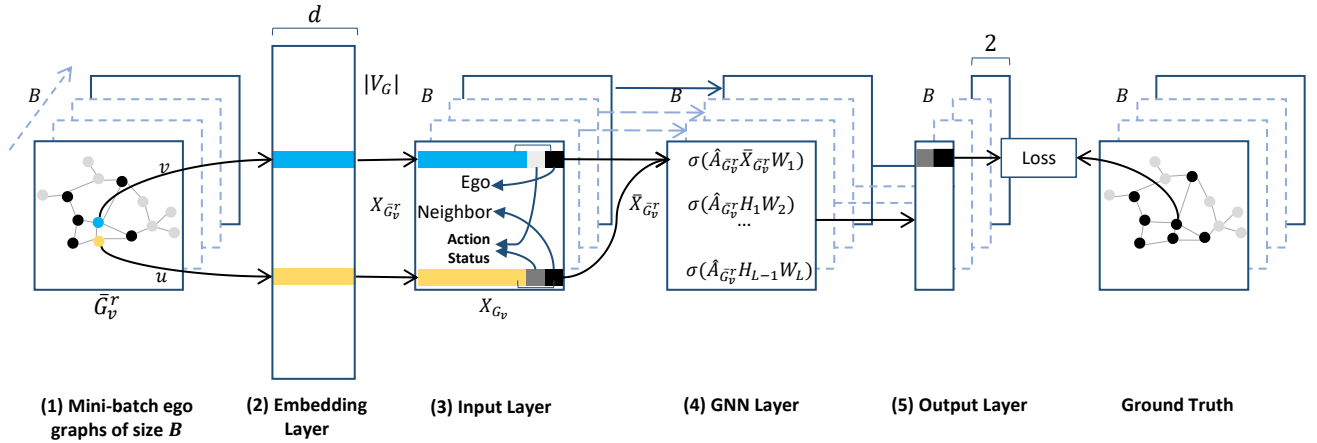 d
2
|V_G|
B
B
B
B
v
u
X_{\bar{G}_v^r}
Ego
Neighbor
Action
Status
\bar{X}_{\bar{G}_v^r}
σ(\hat{A}_{\bar{G}_v^r} \bar{X}_{\bar{G}_v^r} W_1)
σ(\hat{A}_{\bar{G}_v^r} H_1 W_2)
...
σ(\hat{A}_{\bar{G}_v^r} H_{L-1} W_L)
Loss
\bar{G}_v^r
X_{G_v}
(1) Mini-batch ego
graphs of size B
(2) Embedding
Layer
(3) Input Layer
(4) GNN Layer
(5) Output Layer
Ground Truth